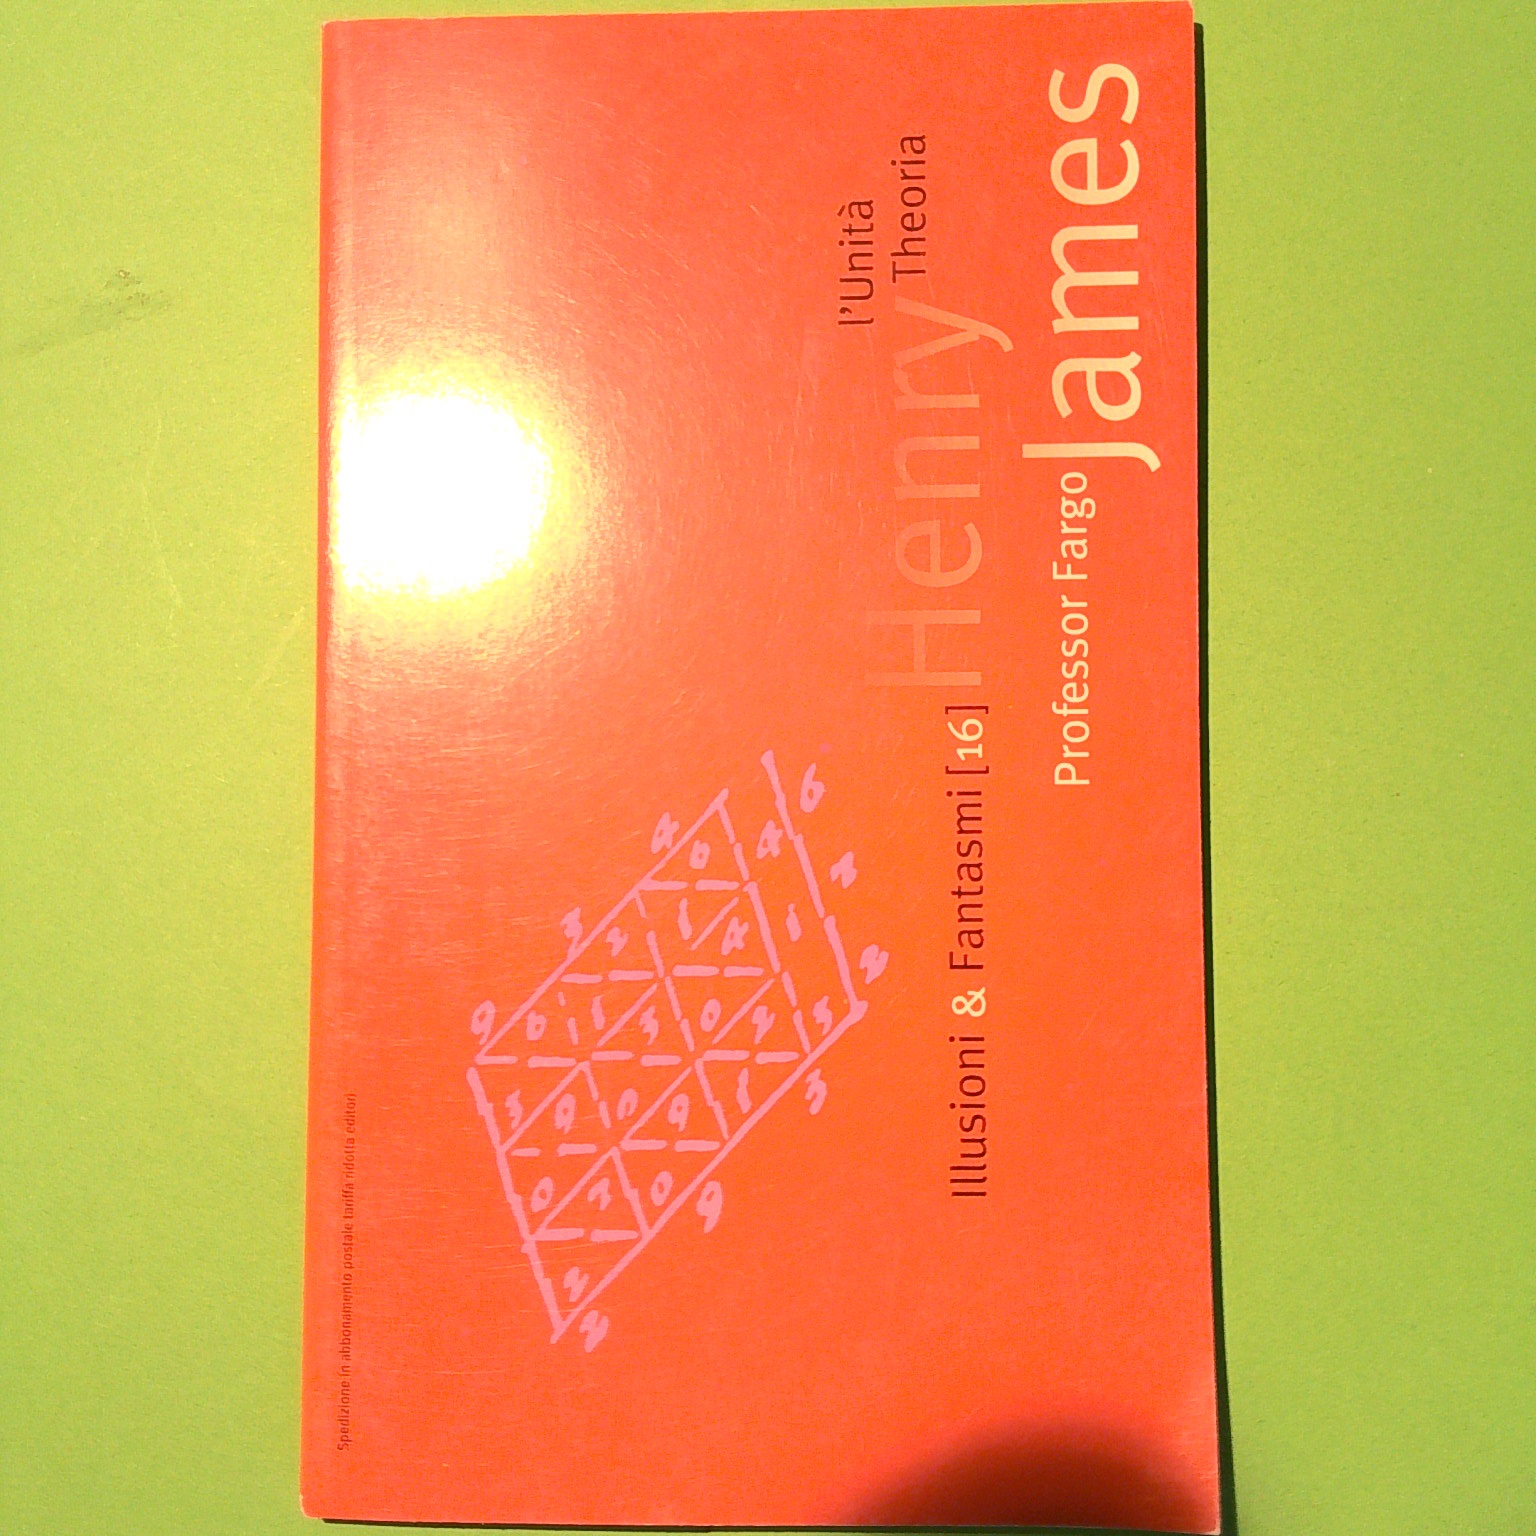 Spedizione in abbonamento postale tariffa ridotta editori
l'Unità
Theoria
Illusioni & Fantasmi [16] Henry
Professor Fargo James